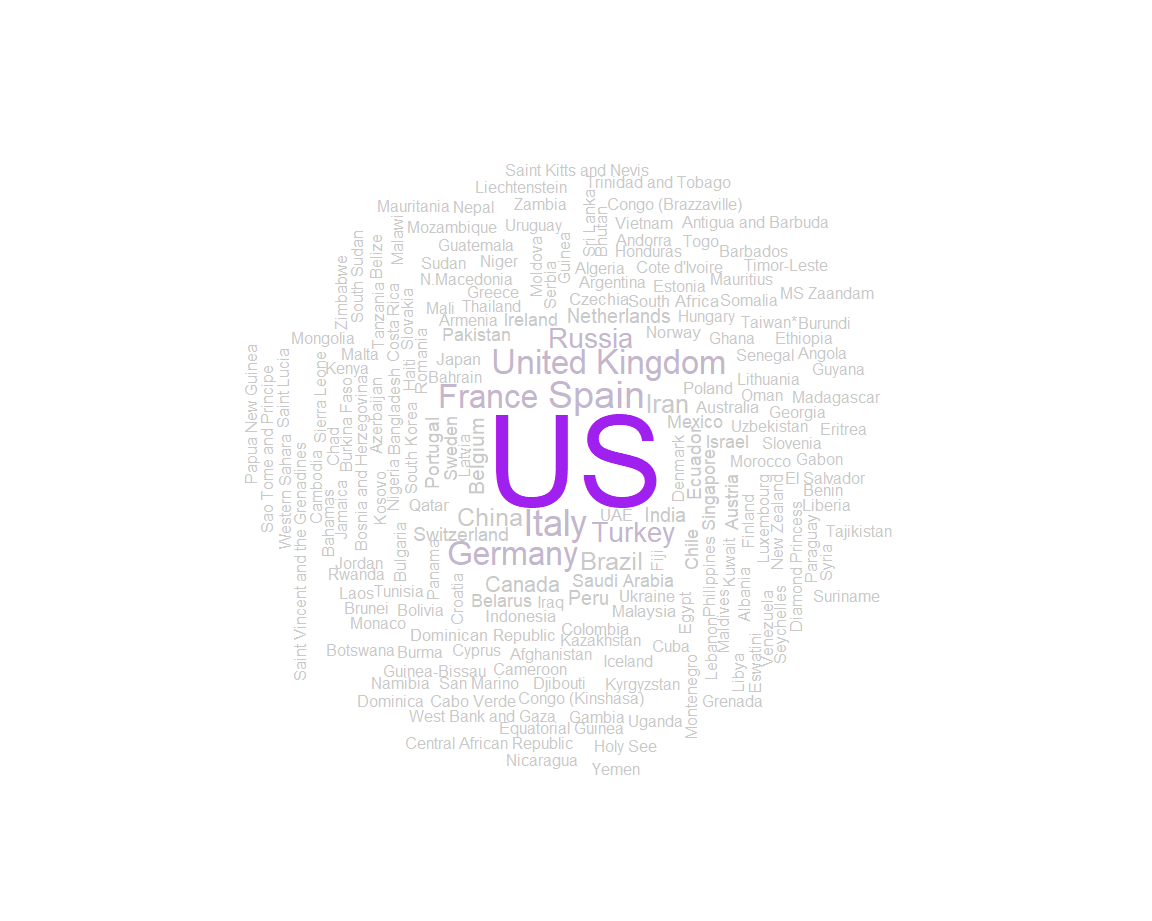 Saint Kitts and Nevis
Liechtenstein
Trinidad and Tobago
Mauritania
Nepal
Zambia
Sri Lanka
Bhutan
Congo (Brazzaville)
Malawi
Mozambique
Uruguay
Vietnam
Antigua and Barbuda
South Sudan
Belize
Guatemala
Moldova
Guinea
Andorra
Togo
Honduras
Barbados
Zimbabwe
Tanzania
Sudan
Niger
Serbia
Algeria
Cote d'Ivoire
Timor-Leste
N.Macedonia
Argentina
Estonia
Mauritius
Costa Rica
Slovakia
Greece
Czechia
South Africa
Somalia
MS Zaandam
Mali
Thailand
Armenia
Ireland
Netherlands
Hungary
Taiwan*
Burundi
Mongolia
Romania
Pakistan
Russia
Norway
Ghana
Ethiopia
Malta
Japan
United Kingdom
Senegal
Angola
Kenya
Haiti
Bahrain
Guyana
Papua New Guinea
Sao Tome and Principe
Saint Lucia
Sierra Leone
Burkina Faso
Bosnia and Herzegovina
Azerbaijan
Bangladesh
France
Spain
Iran
Poland
Lithuania
Oman
Madagascar
Australia
Georgia
South Korea
Portugal
Sweden
Latvia
Belgium
US
Mexico
Uzbekistan
Eritrea
Western Sahara
Saint Vincent and the Grenadines
Cambodia
Chad
Denmark
Ecuador
Israel
Slovenia
Singapore
Morocco
Gabon
Bahamas
Jamaica
Kosovo
Nigeria
Austria
El Salvador
Finland
Luxembourg
New Zealand
Benin
Qatar
China
Italy
UAE
India
Liberia
Switzerland
Turkey
Diamond Princess
Paraguay
Tajikistan
Bulgaria
Panama
Germany
Brazil
Fiji
Chile
Philippines
Kuwait
Syria
Jordan
Rwanda
Croatia
Canada
Saudi Arabia
Albania
Laos
Tunisia
Belarus
Iraq
Peru
Ukraine
Egypt
Maldives
Venezuela
Seychelles
Suriname
Brunei
Bolivia
Indonesia
Malaysia
Monaco
Colombia
Dominican Republic
Kazakhstan
Lebanon
Botswana
Burma
Cyprus
Afghanistan
Cuba
Eswatini
Iceland
Libya
Guinea-Bissau
Cameroon
Montenegro
Namibia
San Marino
Djibouti
Kyrgyzstan
Dominica
Cabo Verde
Congo (Kinshasa)
Grenada
West Bank and Gaza
Gambia
Uganda
Equatorial Guinea
Central African Republic
Holy See
Nicaragua
Yemen